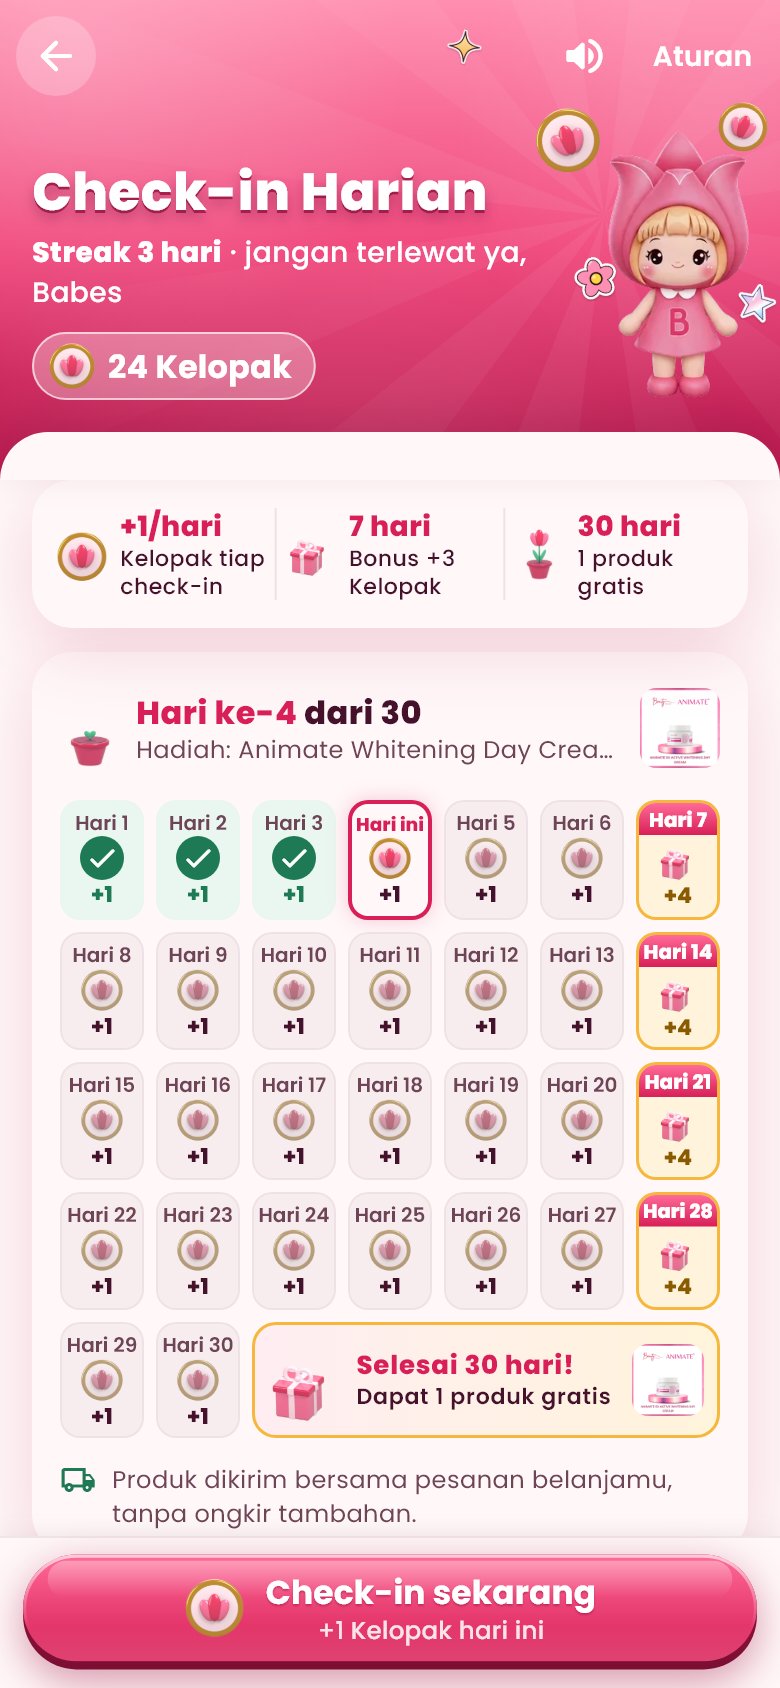 Aturan
Check-in Harian
Streak 3 hari · jangan terlewat ya,
Babes
24 Kelopak
B
+1/hari
Kelopak tiap
check-in
7 hari
Bonus +3
Kelopak
30 hari
1 produk
gratis
Hari ke-4 dari 30
Hadiah: Animate Whitening Day Crea...
ANIMATE
Hari 1 Hari 2 Hari 3 Hari ini Hari 5 Hari 6 Hari 7
+1 +1 +1 +1 +1 +1 +4
Hari 8 Hari 9 Hari 10 Hari 11 Hari 12 Hari 13 Hari 14
+1 +1 +1 +1 +1 +1 +4
Hari 15 Hari 16 Hari 17 Hari 18 Hari 19 Hari 20 Hari 21
+1 +1 +1 +1 +1 +1 +4
Hari 22 Hari 23 Hari 24 Hari 25 Hari 26 Hari 27 Hari 28
+1 +1 +1 +1 +1 +1 +4
Hari 29 Hari 30
+1 +1
Selesai 30 hari!
Dapat 1 produk gratis
ANIMATE
Produk dikirim bersama pesanan belanjamu,
tanpa ongkir tambahan.
Check-in sekarang
+1 Kelopak hari ini